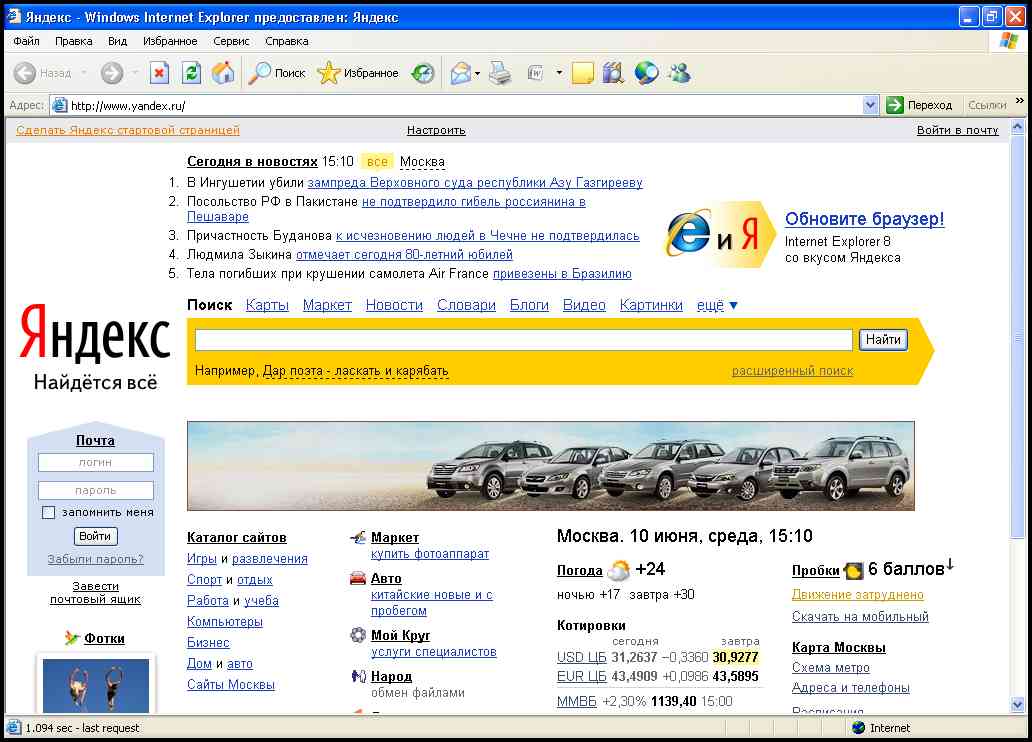 Яндекс - Windows Internet Explorer предоставлен: Яндекс
Файл Правка Вид Избранное Сервис Справка
Назад Поиск Избранное
Адрес: http://www.yandex.ru/ Переход Ссылки »
Сделать Яндекс стартовой страницей Настроить Войти в почту
Сегодня в новостях 15:10 все Москва
1. В Ингушетии убили зампреда Верховного суда республики Азу Газгирееву
2. Посольство РФ в Пакистане не подтвердило гибель россиянина в
Пешаваре
3. Причастность Буданова к исчезновению людей в Чечне не подтвердилась
4. Людмила Зыкина отмечает сегодня 80-летний юбилей
5. Тела погибших при крушении самолета Air France привезены в Бразилию
e и Я
Обновите браузер!
Internet Explorer 8
со вкусом Яндекса
Яндекс
Найдётся всё
Поиск Карты Маркет Новости Словари Блоги Видео Картинки ещё ▼
Найти
Например, Дар поэта - ласкать и карябать расширенный поиск
Почта
логин
пароль
запомнить меня
Войти
Забыли пароль?
Завести
почтовый ящик
Фотки
Каталог сайтов
Игры и развлечения
Спорт и отдых
Работа и учеба
Компьютеры
Бизнес
Дом и авто
Сайты Москвы
Маркет
купить фотоаппарат
Авто
китайские новые и с
пробегом
Мой Круг
услуги специалистов
Народ
обмен файлами
Москва. 10 июня, среда, 15:10
Погода +24
ночью +17 завтра +30
Котировки
сегодня завтра
USD ЦБ 31,2637 −0,3360 30,9277
EUR ЦБ 43,4909 +0,0986 43,5895
ММВБ +2,30% 1139,40 15:00
Пробки 6 баллов↓
Движение затруднено
Скачать на мобильный
Карта Москвы
Схема метро
Адреса и телефоны
Расписания
1.094 sec - last request Internet